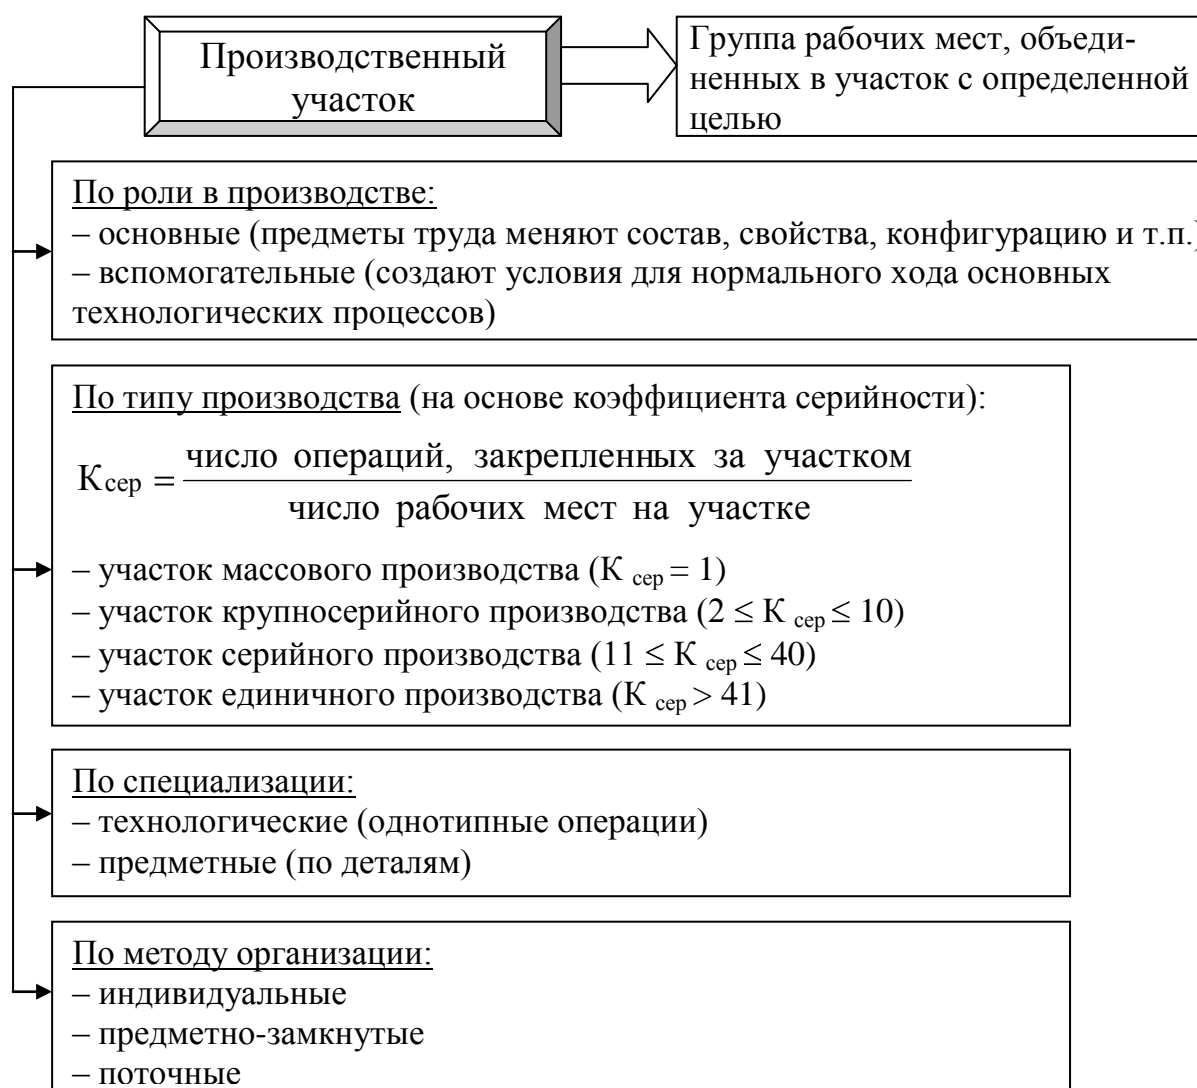 Производственный
участок
Группа рабочих мест, объеди-
ненных в участок с определенной
целью
По роли в производстве:
– основные (предметы труда меняют состав, свойства, конфигурацию и т.п.)
– вспомогательные (создают условия для нормального хода основных
технологических процессов)
По типу производства (на основе коэффициента серийности):
Ксер = число операций, закрепленных за участком
число рабочих мест на участке
– участок массового производства (К сер = 1)
– участок крупносерийного производства (2 ≤ К сер ≤ 10)
– участок серийного производства (11 ≤ К сер ≤ 40)
– участок единичного производства (К сер > 41)
По специализации:
– технологические (однотипные операции)
– предметные (по деталям)
По методу организации:
– индивидуальные
– предметно-замкнутые
– поточные